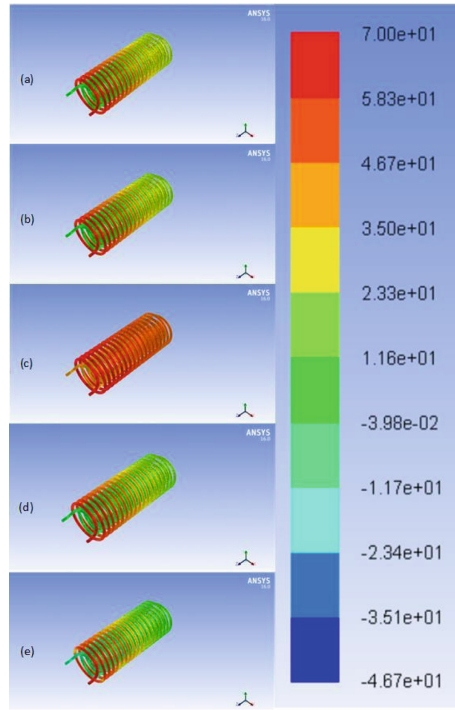 ANSYS
(a)
ANSYS
(b)
ANSYS
(c)
ANSYS
(d)
ANSYS
(e)
7.00e+01
5.83e+01
4.67e+01
3.50e+01
2.33e+01
1.16e+01
-3.98e-02
-1.17e+01
-2.34e+01
-3.51e+01
-4.67e+01